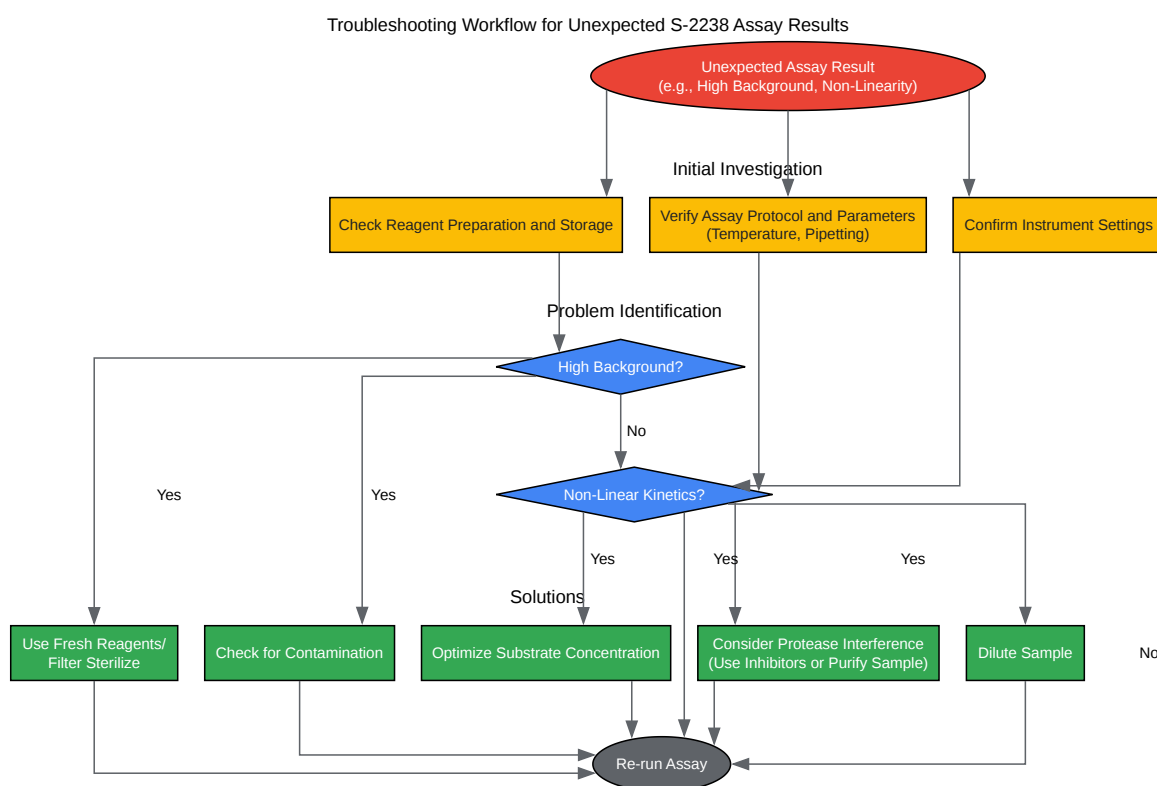 Troubleshooting Workflow for Unexpected S-2238 Assay Results
Unexpected Assay Result
(e.g., High Background, Non-Linearity)
Initial Investigation
Check Reagent Preparation and Storage
Verify Assay Protocol and Parameters
(Temperature, Pipetting)
Confirm Instrument Settings
Problem Identification
High Background?
No
Non-Linear Kinetics?
Yes
Yes
Yes
Yes
Yes
Solutions
Use Fresh Reagents/
Filter Sterilize
Check for Contamination
Optimize Substrate Concentration
Consider Protease Interference
(Use Inhibitors or Purify Sample)
Dilute Sample
No
Re-run Assay